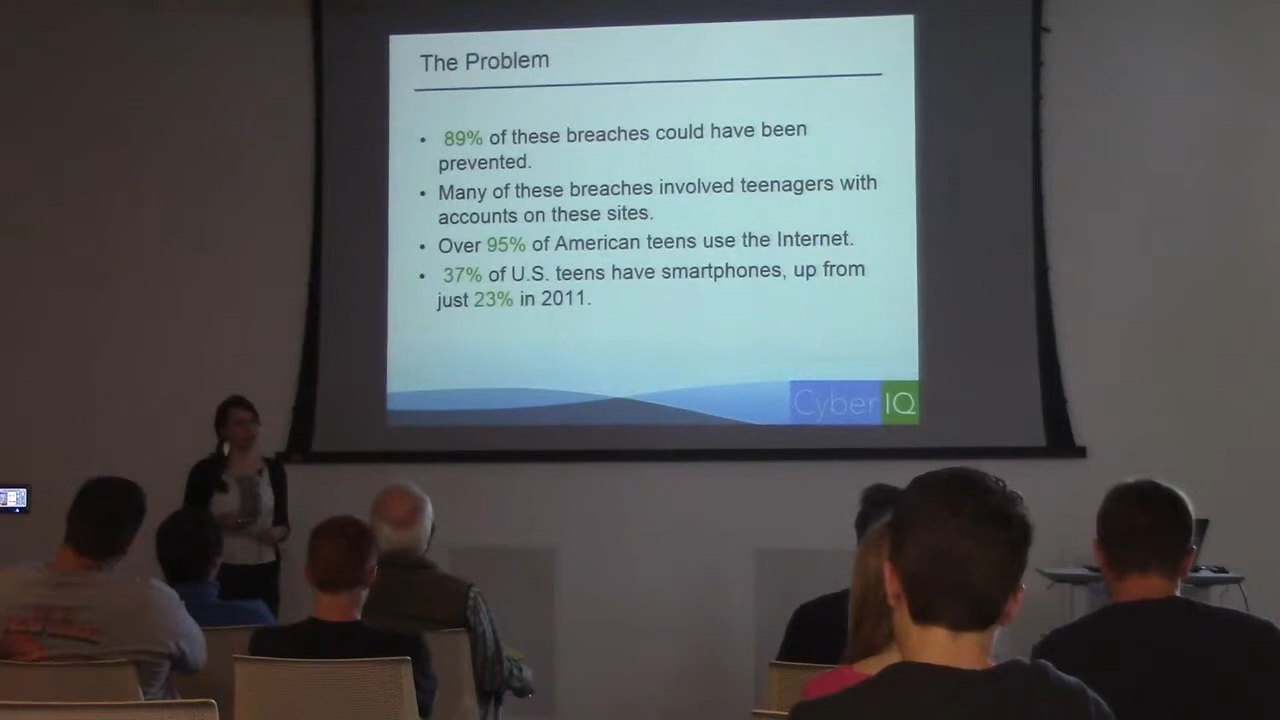 The Problem
• 89% of these breaches could have been
prevented.
• Many of these breaches involved teenagers with
accounts on these sites.
• Over 95% of American teens use the Internet.
• 37% of U.S. teens have smartphones, up from
just 23% in 2011.
CyberIQ